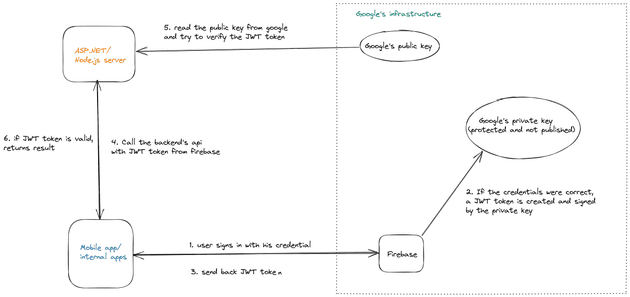 Google's infrastructure
5. read the public key from google
and try to verify the JWT token
ASP.NET/
Node.js server
Google's public key
Google's private key
(protected and not published)
6. if JWT token is valid,
returns result
4. Call the backend's api
with JWT token from firebase
2. If the credentials were correct,
a JWT token is created and signed
by the private key
Mobile app/
internal apps
1. user signs in with his credential
Firebase
3. send back JWT token